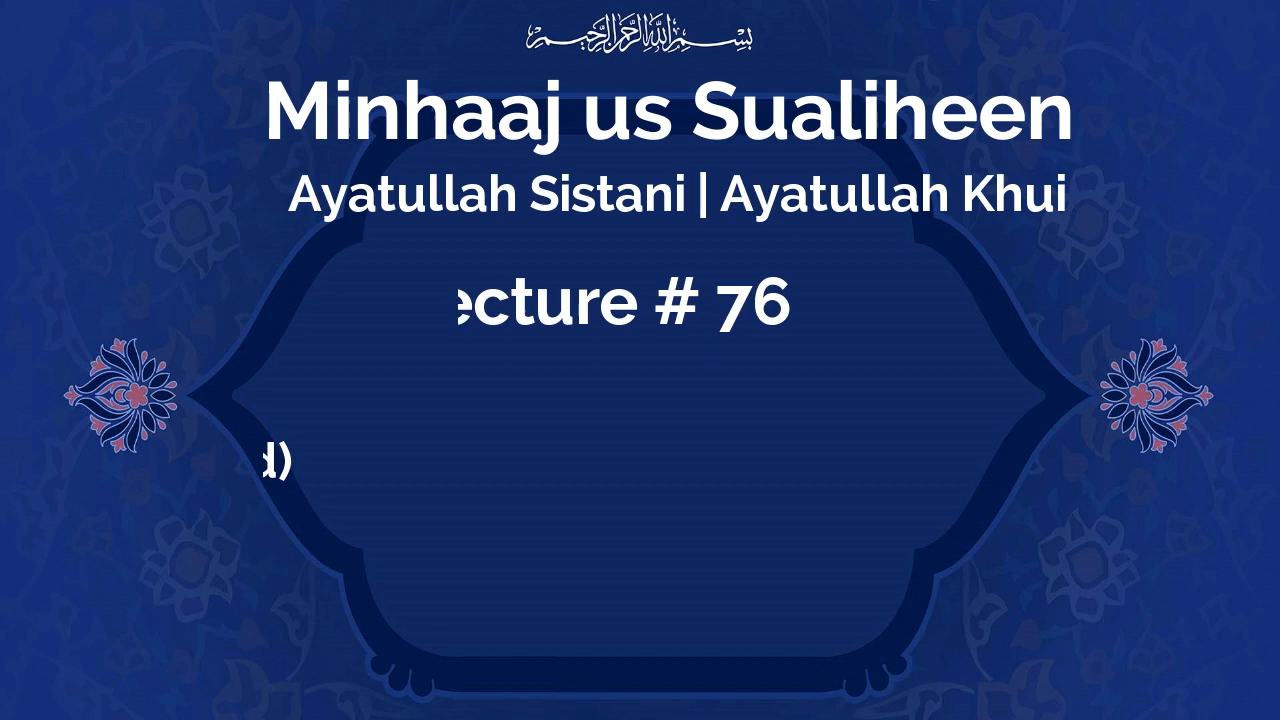 بسم الله الرحمن الرحيم
Minhaaj us Sualiheen
Ayatullah Sistani | Ayatullah Khui
ecture # 76
d)